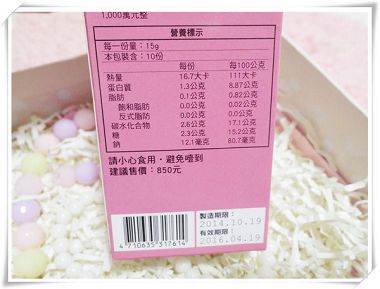 1,000萬元整
營養標示
每一份量：15g
本包裝含：10份
每份 每100公克
熱量 16.7大卡 111大卡
蛋白質 1.3公克 8.87公克
脂肪 0.1公克 0.82公克
飽和脂肪 0.0公克 0.02公克
反式脂肪 0.0公克 0.0公克
碳水化合物 2.6公克 17.1公克
糖 2.3公克 15.2公克
鈉 12.1毫克 80.7毫克
請小心食用，避免噎到
建議售價：850元
製造期限：
2014.10.19
有效期限：
2016.04.19
4 710635 317614